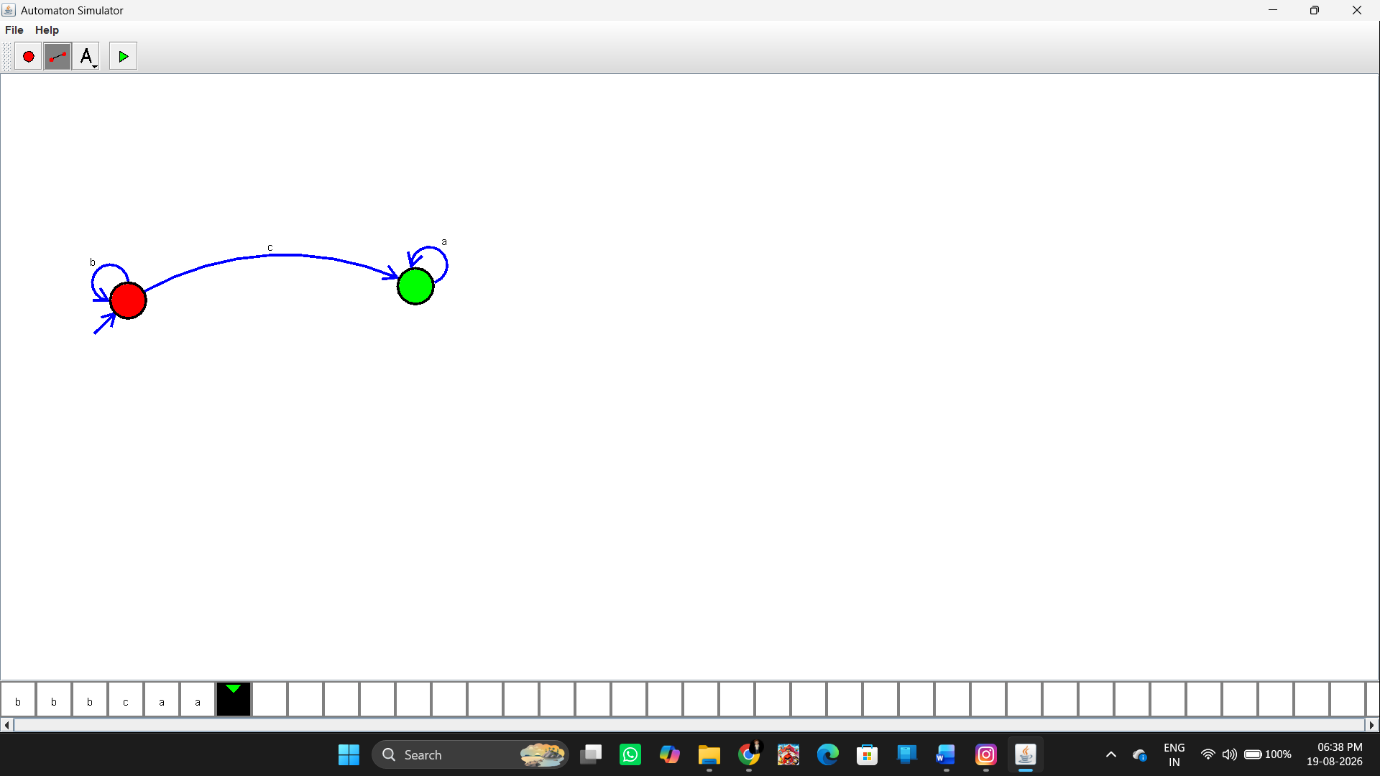 Automaton Simulator
File Help
A
c
a
b
b b b c a a
Search
ENG
IN
100%
06:38 PM
19-08-2026